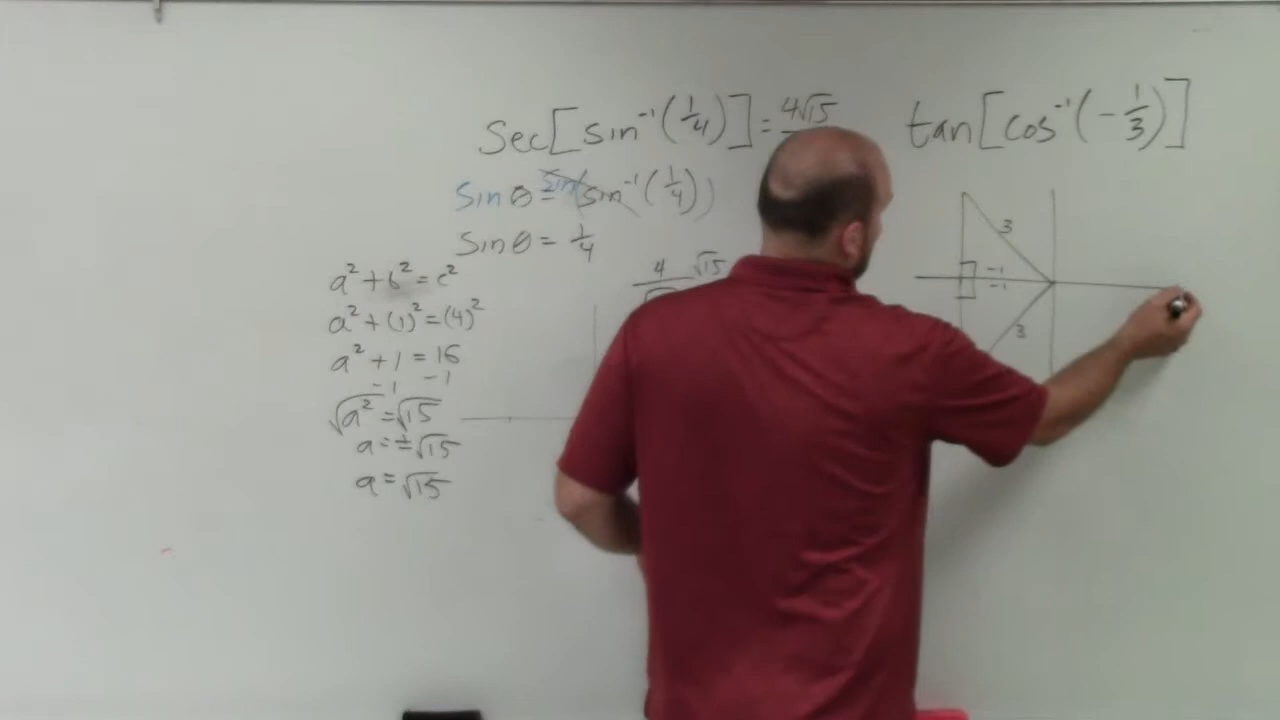 Sec[sin⁻¹(1/4)] = 4√15
sin θ = sin(sin⁻¹(1/4))
sin θ = 1/4
a² + b² = c²
a² + (1)² = (4)²
a² + 1 = 16
-1 -1
√a² = √15
a = ±√15
a = √15
4 √15
tan[cos⁻¹(-1/3)]
3
-1
-1
3